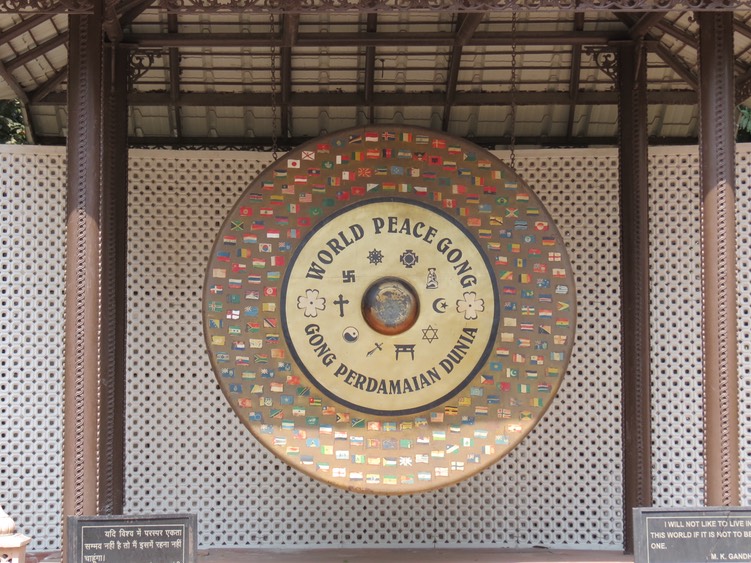 WORLD PEACE GONG
GONG PERDAMAIAN DUNIA
यदि विश्व में परस्पर एकता
सम्भव नहीं है तो मैं इसमें रहना नहीं
चाहूंगा।
I WILL NOT LIKE TO LIVE IN
THIS WORLD IF IT IS NOT TO BE
ONE.
M. K. GANDH